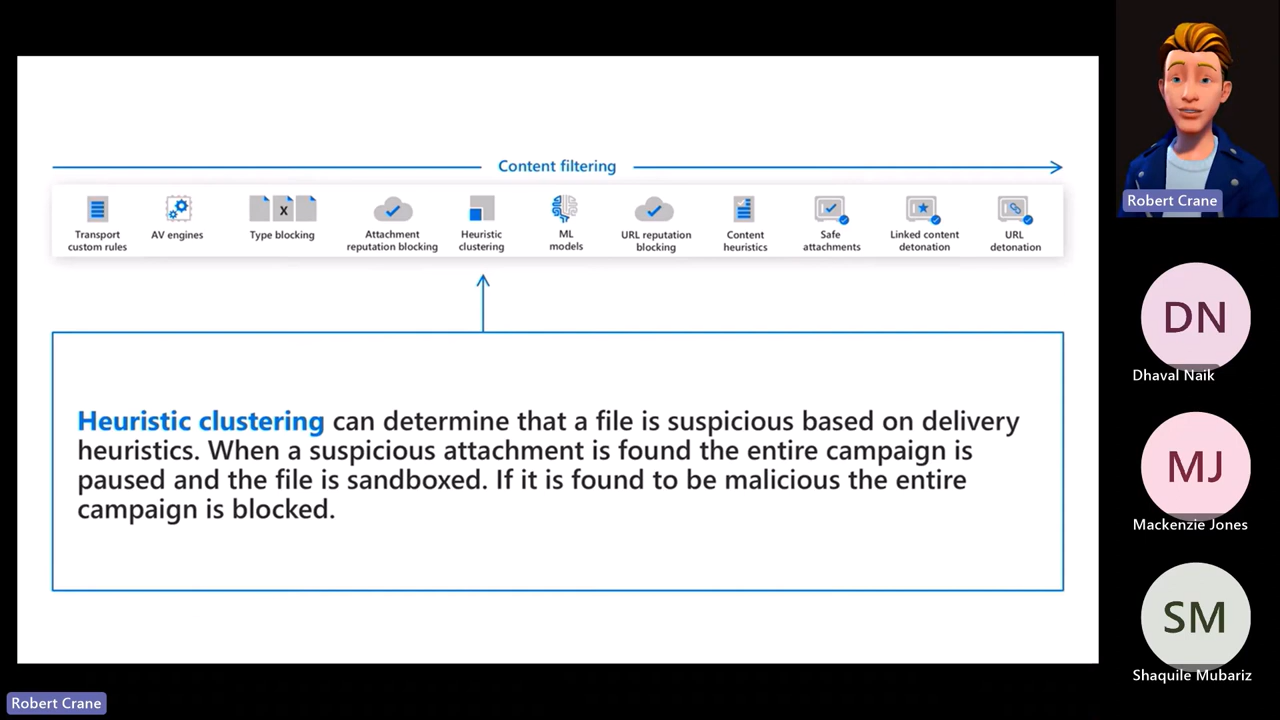 Content filtering
Transport
custom rules
AV engines
X
Type blocking
Attachment
reputation blocking
Heuristic
clustering
ML
models
URL reputation
blocking
Content
heuristics
Safe
attachments
Linked content
detonation
URL
detonation
Heuristic clustering can determine that a file is suspicious based on delivery
heuristics. When a suspicious attachment is found the entire campaign is
paused and the file is sandboxed. If it is found to be malicious the entire
campaign is blocked.
Robert Crane
DN
Dhaval Naik
MJ
Mackenzie Jones
SM
Shaquile Mubariz
Robert Crane